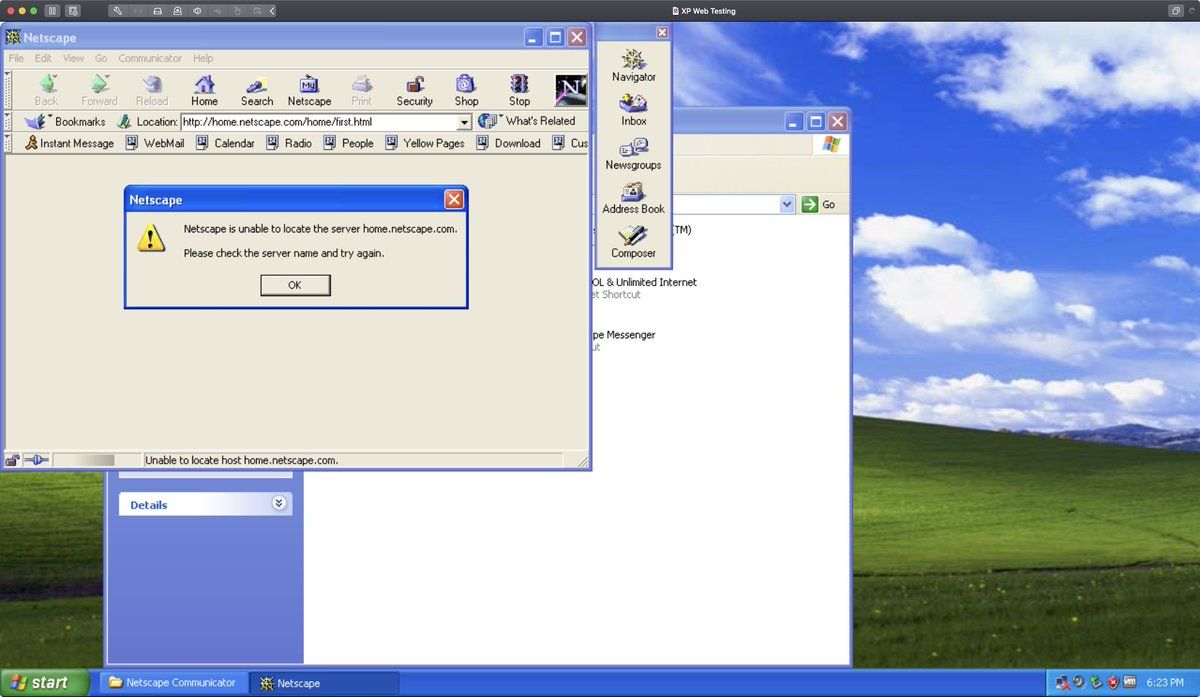 XP Web Testing
Netscape
File Edit View Go Communicator Help
Back Forward Reload Home Search Netscape Print Security Shop Stop
My
N
Bookmarks Location: http://home.netscape.com/home/first.html What's Related
Instant Message WebMail Calendar Radio People Yellow Pages Download Cus
Netscape
Netscape is unable to locate the server home.netscape.com.
Please check the server name and try again.
OK
Unable to locate host home.netscape.com.
Navigator
Inbox
Newsgroups
Address Book
Composer
Go
(TM)
OL & Unlimited Internet
et Shortcut
pe Messenger
ut
Details
start Netscape Communicator Netscape 6:23 PM